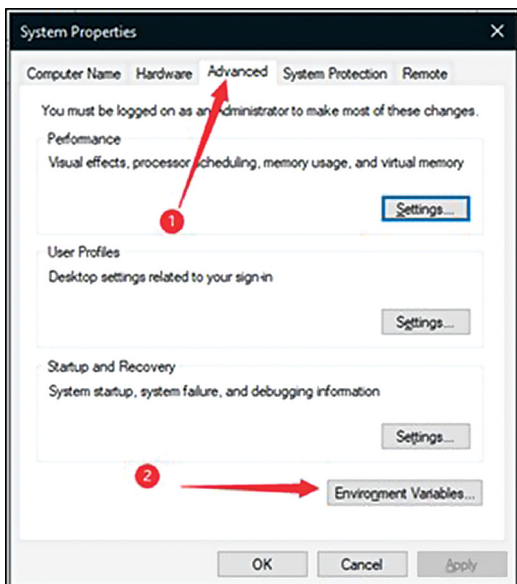 System Properties
Computer Name Hardware Advanced System Protection Remote
You must be logged on as an Administrator to make most of these changes.
Performance
Visual effects, processor scheduling, memory usage, and virtual memory
Settings...
1
User Profiles
Desktop settings related to your sign-in
Settings...
Startup and Recovery
System startup, system failure, and debugging information
Settings...
2
Environment Variables...
OK Cancel Apply